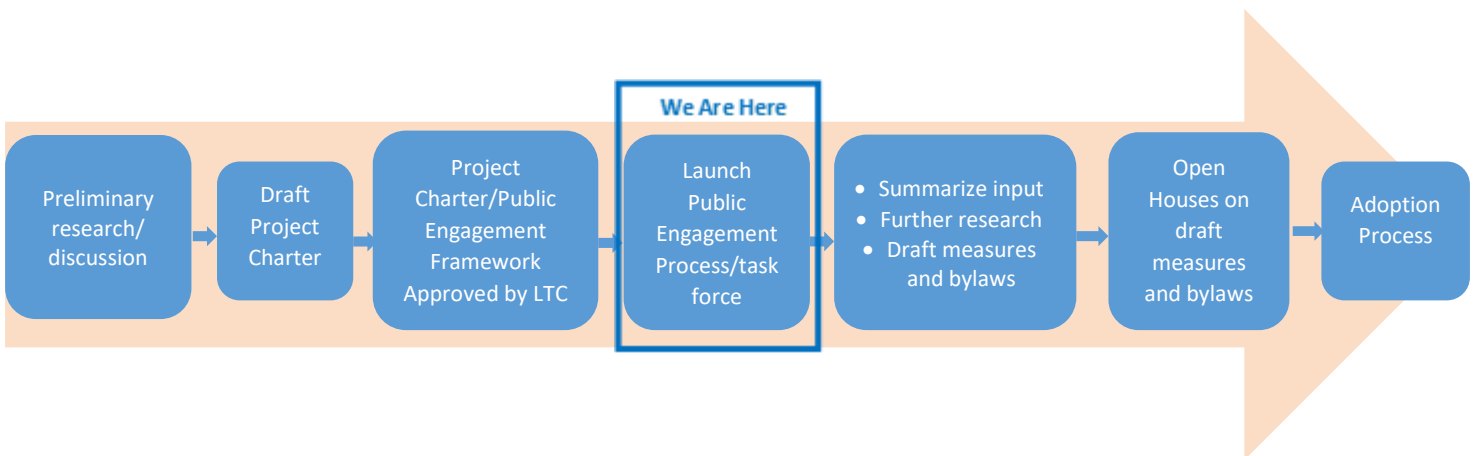 We Are Here
Preliminary
research/
discussion
Draft
Project
Charter
Project
Charter/Public
Engagement
Framework
Approved by LTC
Launch
Public
Engagement
Process/task
force
• Summarize input
• Further research
• Draft measures
and bylaws
Open
Houses on
draft
measures
and bylaws
Adoption
Process